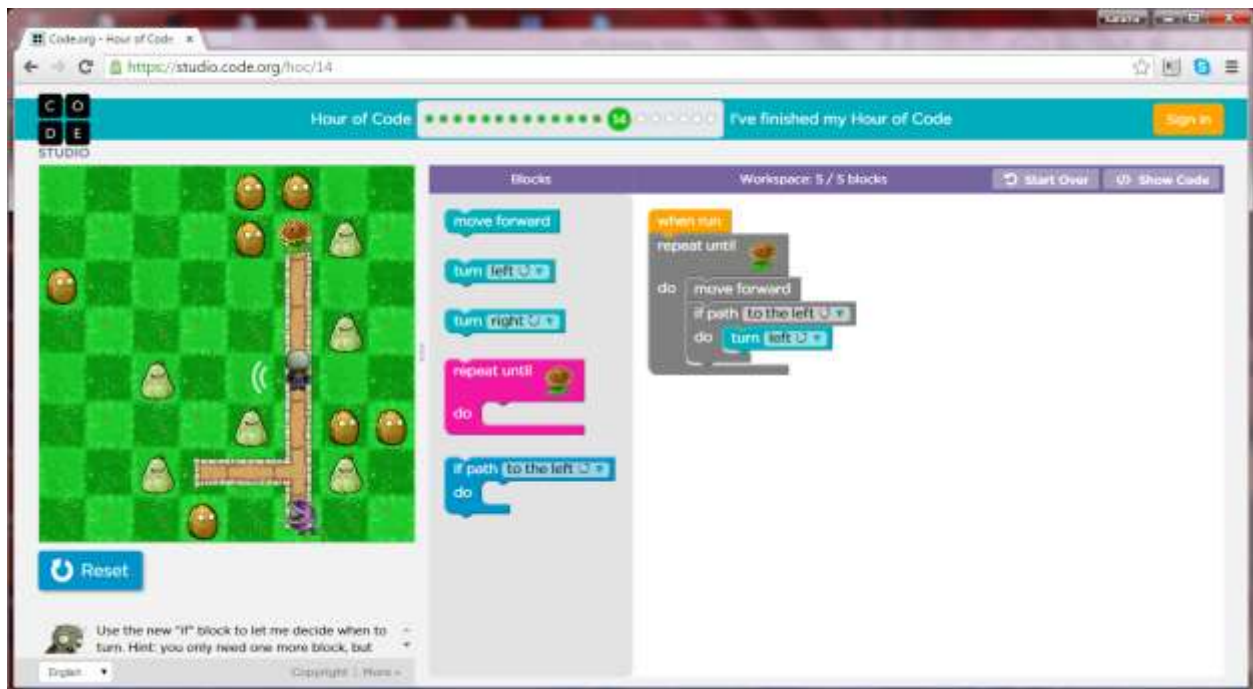 Code.org - Hour of Code
https://studio.code.org/hoc/14
C O
D E
STUDIO
Hour of Code
14
I've finished my Hour of Code
Sign in
Blocks
Workspace: 5 / 5 blocks
Start Over
Show Code
move forward
turn left
turn right
repeat until
do
if path to the left
do
when run
repeat until
do
move forward
if path to the left
do
turn left
Reset
Use the new "if" block to let me decide when to
turn. Hint: you only need one more block, but
English
Copyright | More